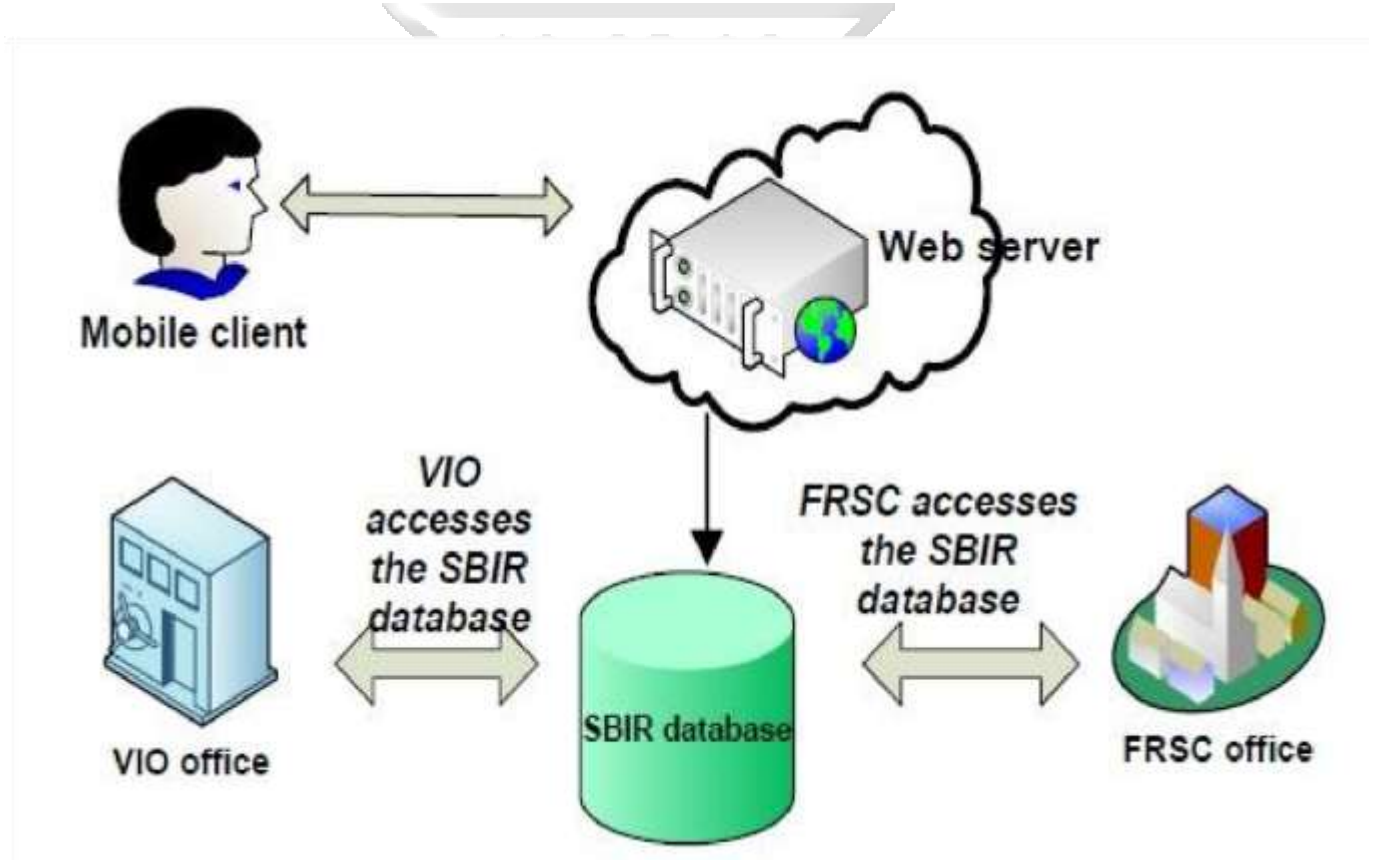 Web server
Mobile client
VIO
accesses
the SBIR
database
FRSC accesses
the SBIR
database
SBIR database
VIO office
FRSC office